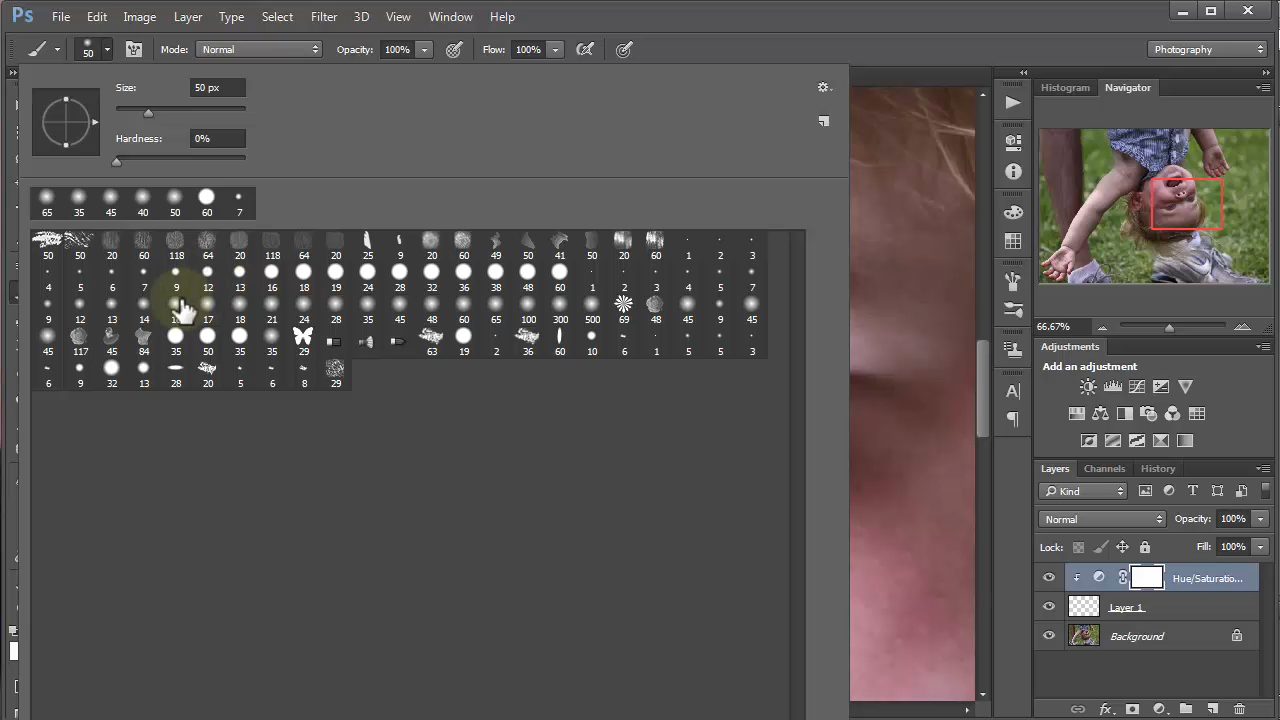 Ps File Edit Image Layer Type Select Filter 3D View Window Help
50 Mode: Normal Opacity: 100% Flow: 100% Photography
Size: 50 px
Histogram Navigator
Hardness: 0%
65 35 45 40 50 60 7
50 50 20 60 118 64 20 118 64 20 25 9 20 60 49 50 41 50 20 60 1 2 3
4 5 6 7 9 12 13 16 18 19 24 28 32 36 38 48 60 1 2 3 4 5 7
9 12 13 14 17 18 21 24 28 35 45 48 60 100 300 500 69 48 45 9 45
45 117 45 84 35 50 35 29 63 19 2 36 60 10 6 1 5 5 3
6 9 32 13 28 20 5 6 8 29
66.67%
Adjustments
Add an adjustment
Layers Channels History
Kind
Normal Opacity: 100%
Lock: Fill: 100%
Hue/Saturatio...
Layer 1
Background